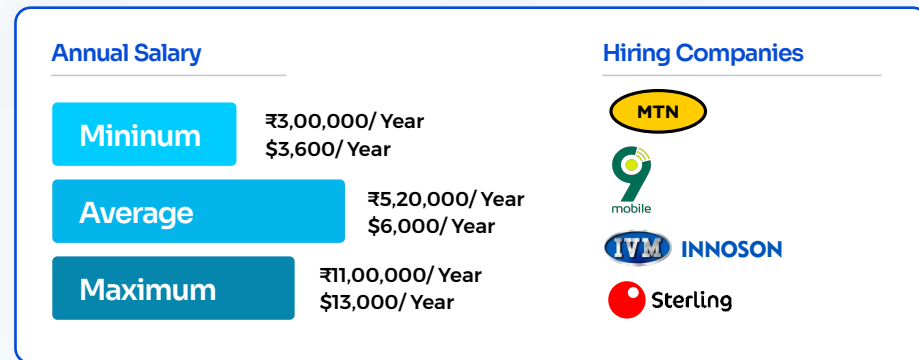 Annual Salary
Mininum
₹3,00,000/ Year
$3,600/ Year
Average
₹5,20,000/ Year
$6,000/ Year
Maximum
₹11,00,000/ Year
$13,000/ Year
Hiring Companies
MTN
9
mobile
IVM INNOSON
Sterling